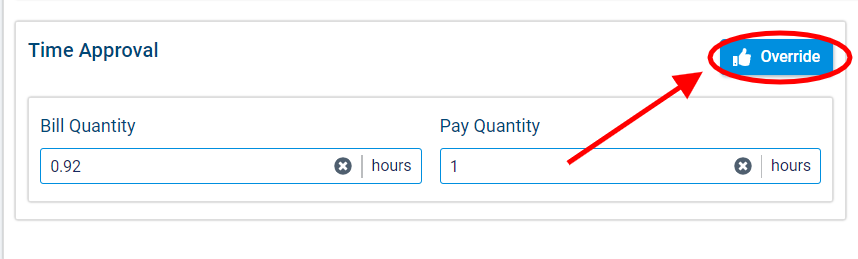 Time Approval
Override
Bill Quantity
Pay Quantity
0.92
hours
1
hours